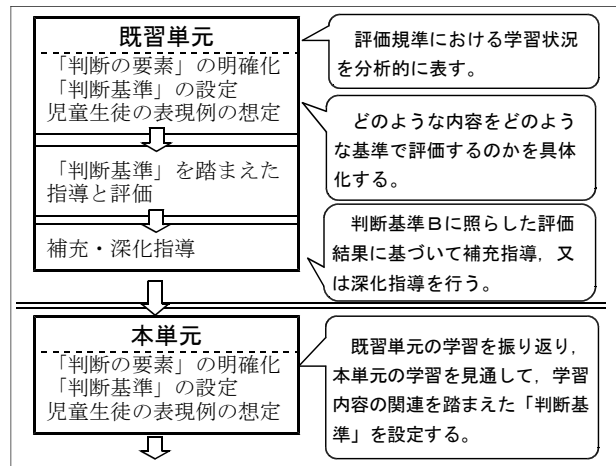 既習単元
「判断の要素」の明確化
「判断基準」の設定
児童生徒の表現例の想定
「判断基準」を踏まえた
指導と評価
補充・深化指導
評価規準における学習状況
を分析的に表す。
どのような内容をどのよう
な基準で評価するのかを具体
化する。
判断基準Ｂに照らした評価
結果に基づいて補充指導，又
は深化指導を行う。
本単元
「判断の要素」の明確化
「判断基準」の設定
児童生徒の表現例の想定
既習単元の学習を振り返り，
本単元の学習を見通して，学習
内容の関連を踏まえた「判断基
準」を設定する。